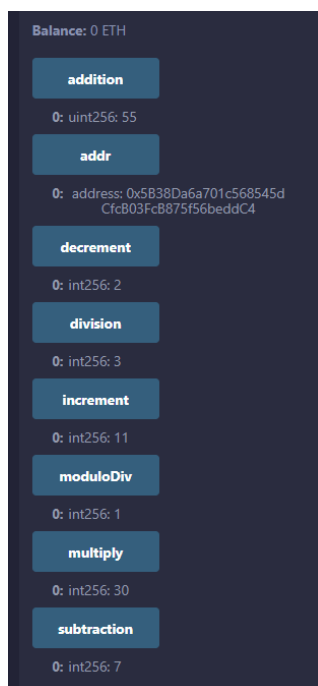 Balance: 0 ETH
addition
0: uint256: 55
addr
0: address: 0x5B38Da6a701c568545d
CfcB03FcB875f56beddC4
decrement
0: int256: 2
division
0: int256: 3
increment
0: int256: 11
moduloDiv
0: int256: 1
multiply
0: int256: 30
subtraction
0: int256: 7